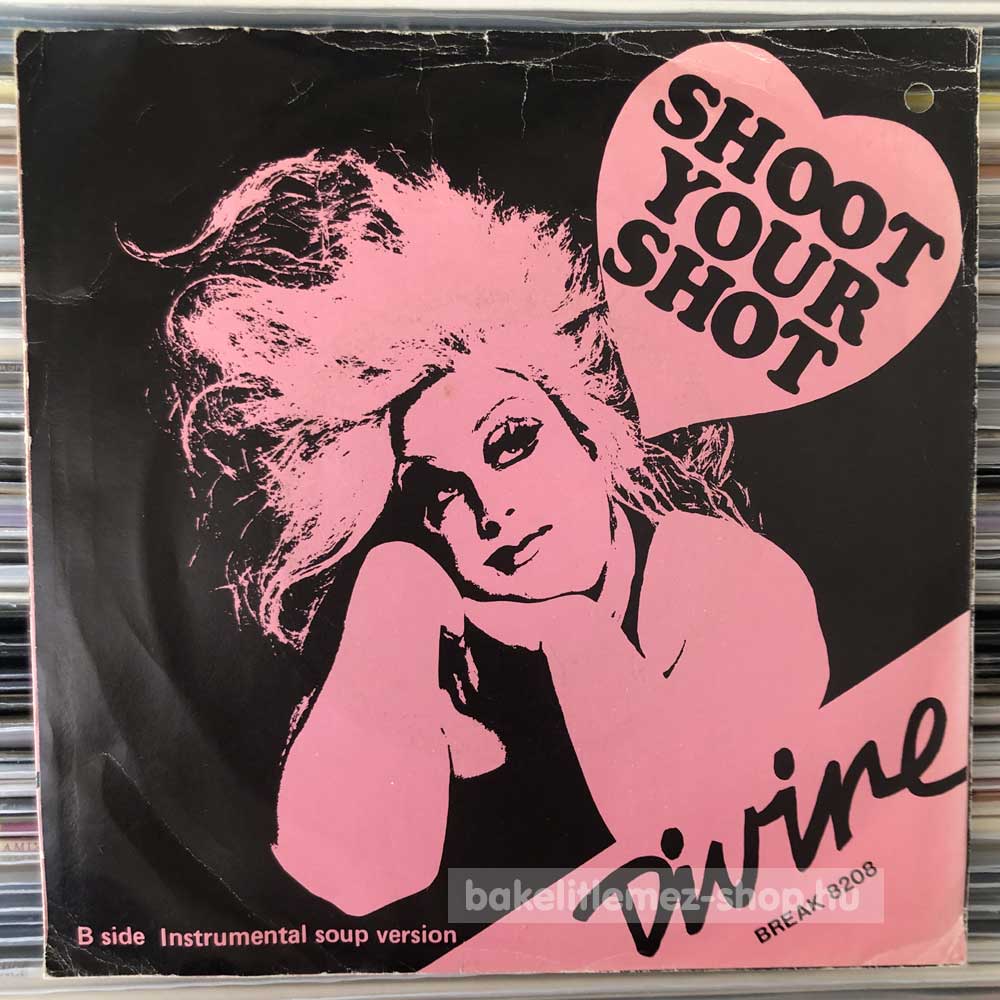 SHOOT
YOUR
SHOT
Divine
BREAK 8208
B side Instrumental soup version
bakelitlemez-shop.hu